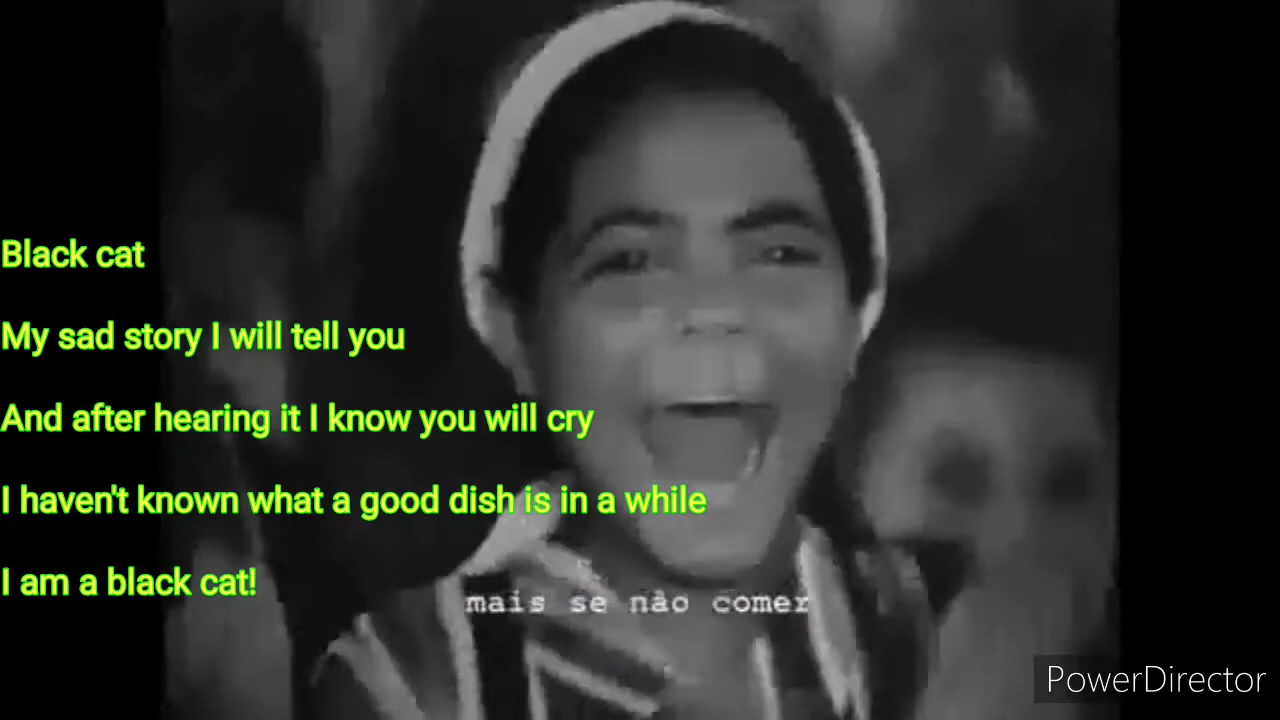 Black cat
My sad story I will tell you
And after hearing it I know you will cry
I haven't known what a good dish is in a while
I am a black cat!
mais se não comer
PowerDirector